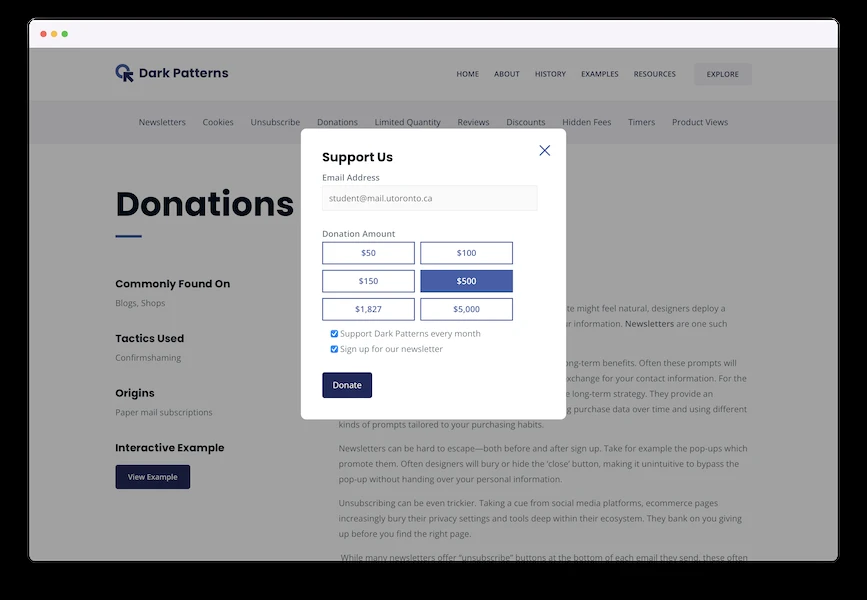 Dark Patterns
HOME ABOUT HISTORY EXAMPLES RESOURCES EXPLORE
Newsletters Cookies Unsubscribe Donations Limited Quantity Reviews Discounts Hidden Fees Timers Product Views
Donations
Commonly Found On
Blogs, Shops
Tactics Used
Confirmshaming
Origins
Paper mail subscriptions
Interactive Example
View Example
Support Us
Email Address
student@mail.utoronto.ca
Donation Amount
$50 $100
$150 $500
$1,827 $5,000
Support Dark Patterns every month
Sign up for our newsletter
Donate
te might feel natural, designers deploy a
r information. Newsletters are one such
ng-term benefits. Often these prompts will
xchange for your contact information. For the
e long-term strategy. They provide an
g purchase data over time and using different
kinds of prompts tailored to your purchasing habits.
Newsletters can be hard to escape—both before and after sign up. Take for example the pop-ups which
promote them. Often designers will bury or hide the 'close' button, making it unintuitive to bypass the
pop-up without handing over your personal information.
Unsubscribing can be even trickier. Taking a cue from social media platforms, ecommerce pages
increasingly bury their privacy settings and tools deep within their ecosystem. They bank on you giving
up before you find the right page.
While many newsletters offer "unsubscribe" buttons at the bottom of each email they send, these often